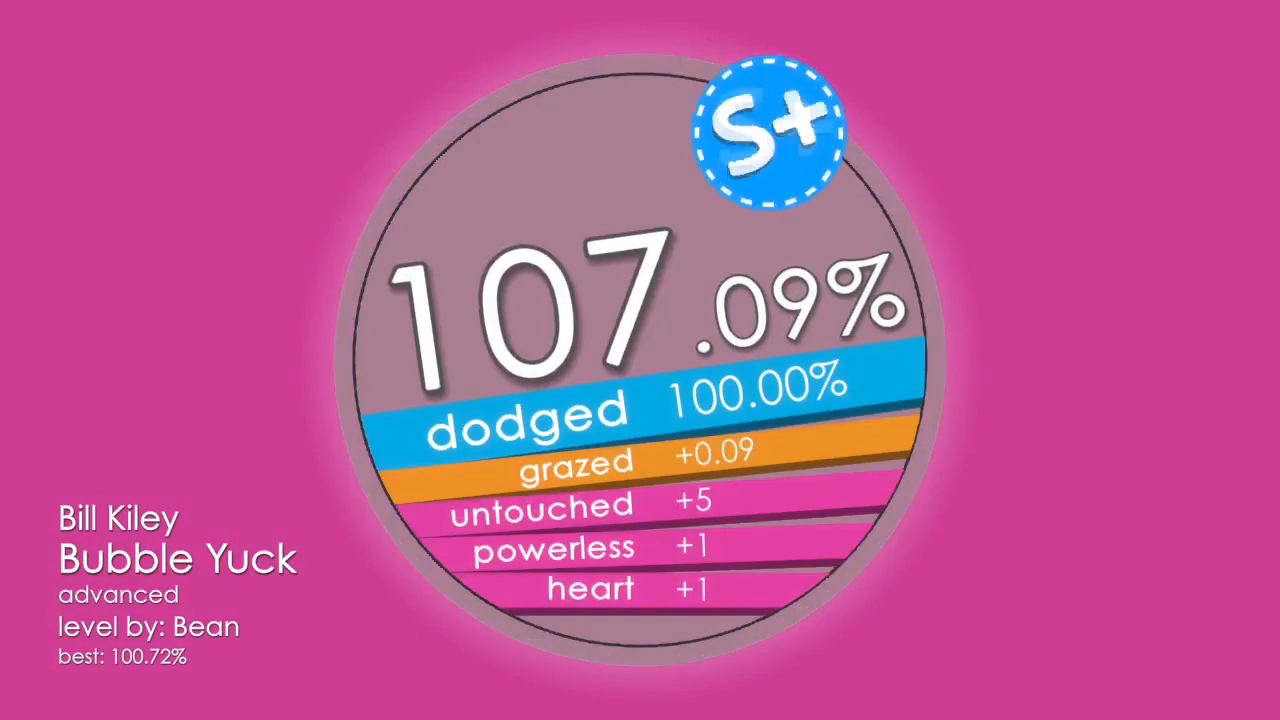 S+
107.09%
dodged 100.00%
grazed +0.09
untouched +5
powerless +1
heart +1
Bill Kiley
Bubble Yuck
advanced
level by: Bean
best: 100.72%